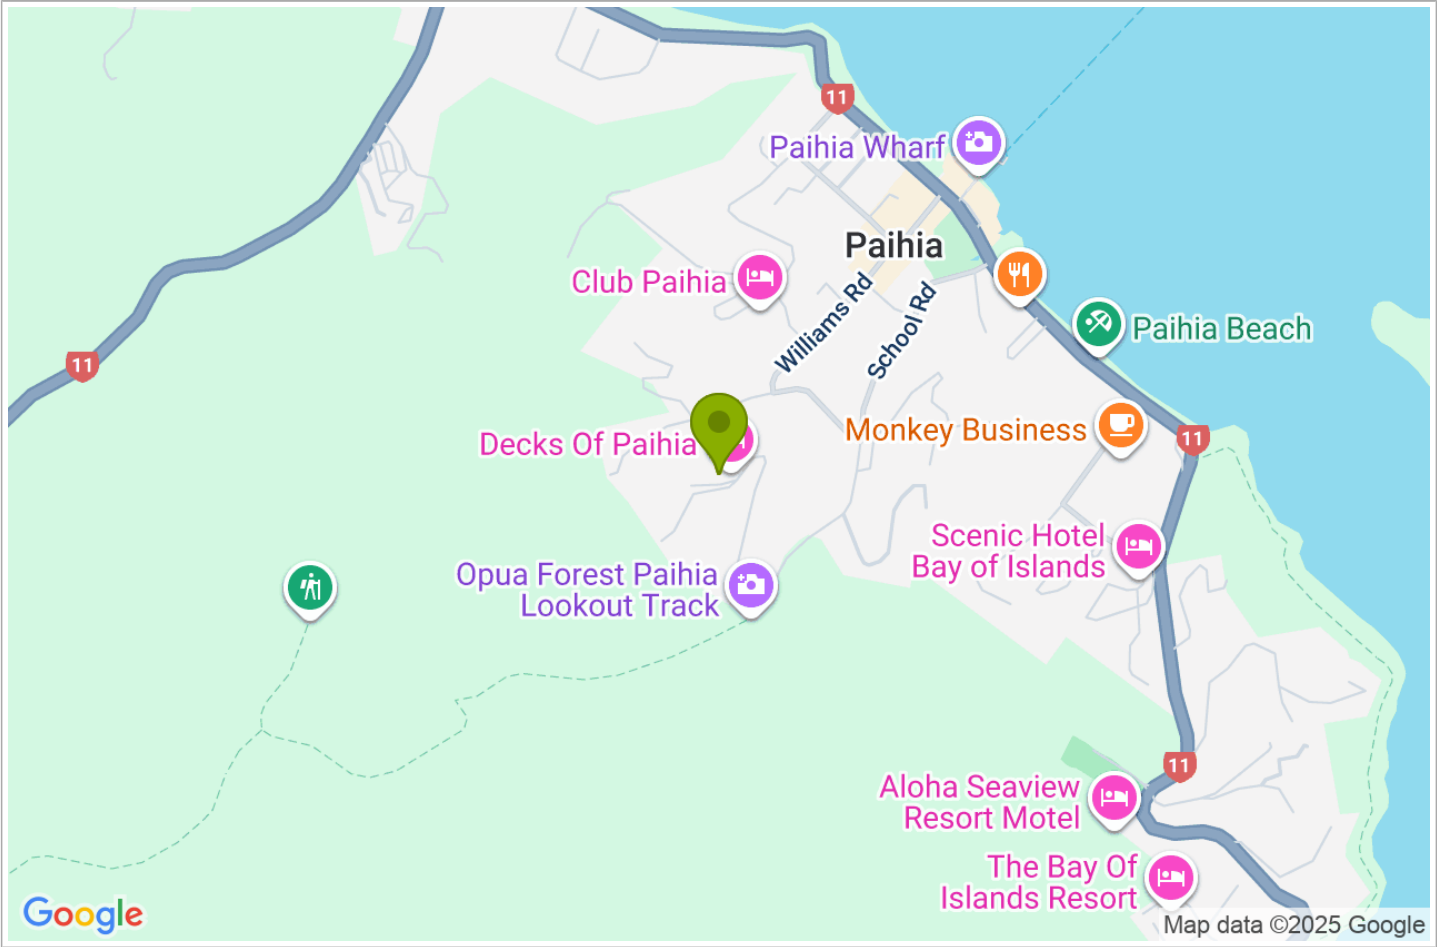 11
Paihia Wharf
Paihia
Club Paihia
Williams Rd
School Rd
Paihia Beach
11
Decks Of Paihia
Monkey Business
11
Scenic Hotel
Bay of Islands
Opua Forest Paihia
Lookout Track
11
Aloha Seaview
Resort Motel
The Bay Of
Islands Resort
Google
Map data ©2025 Google